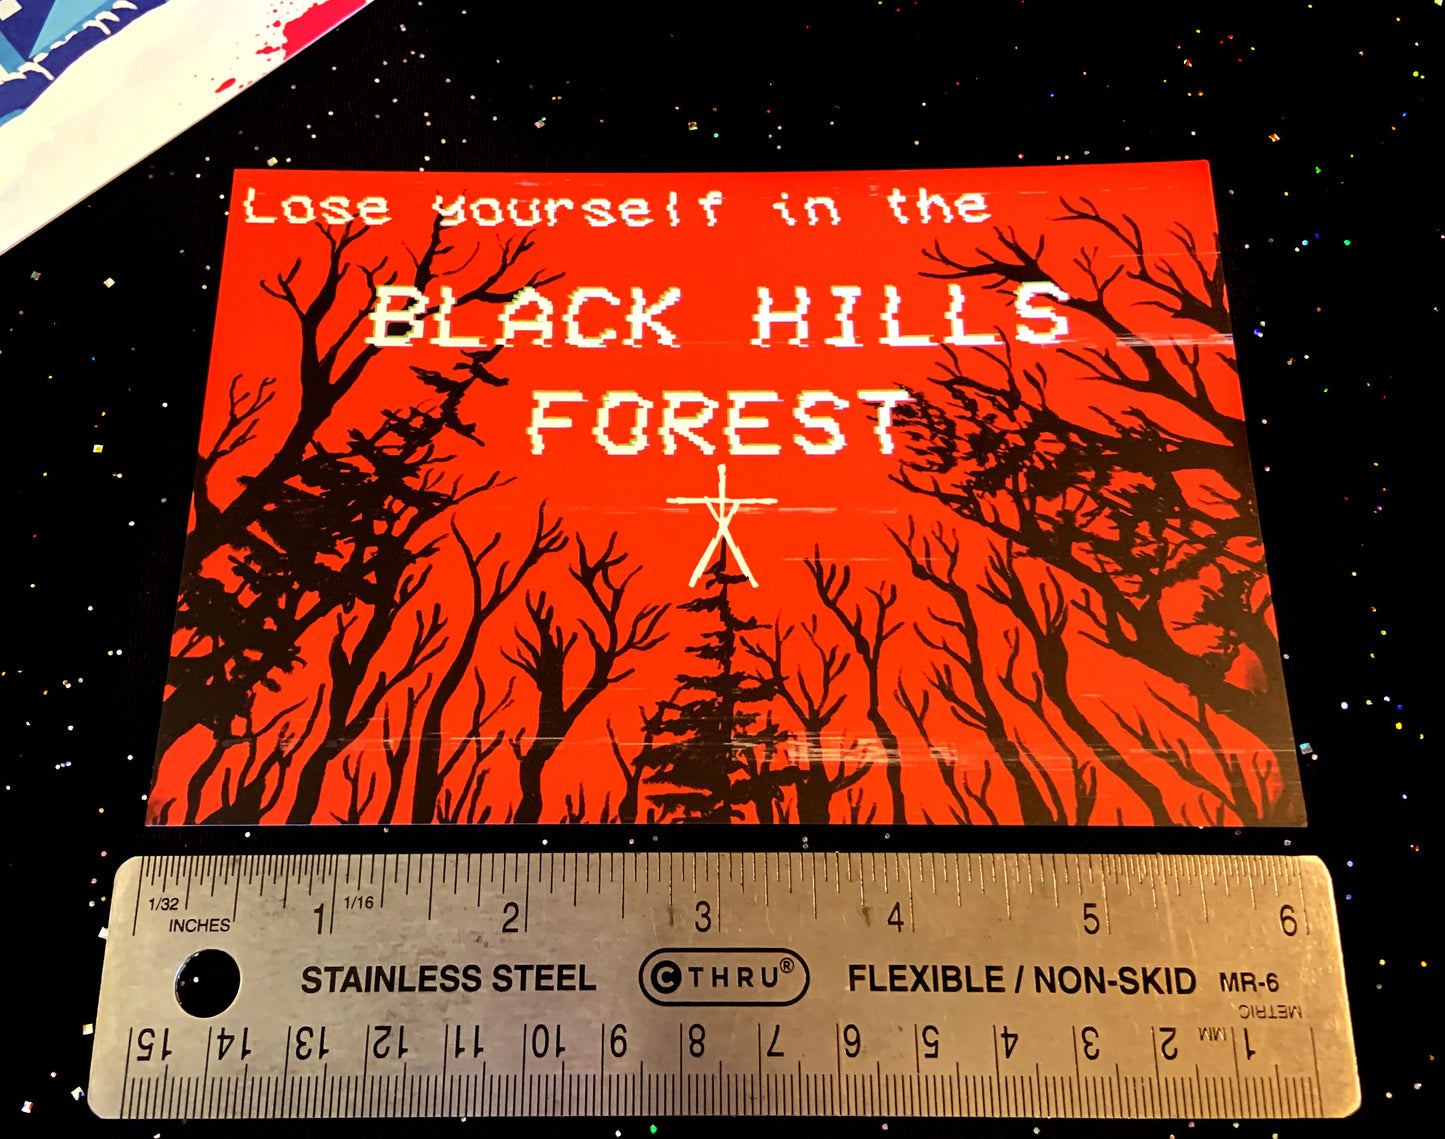 Lose yourself in the
BLACK HILLS
FOREST
1/32 1/16
INCHES 1 2 3 4 5 6
STAINLESS STEEL C-THRU® FLEXIBLE / NON-SKID MR-6
METRIC
15 14 13 12 11 10 9 8 7 6 5 4 3 2 MM 1